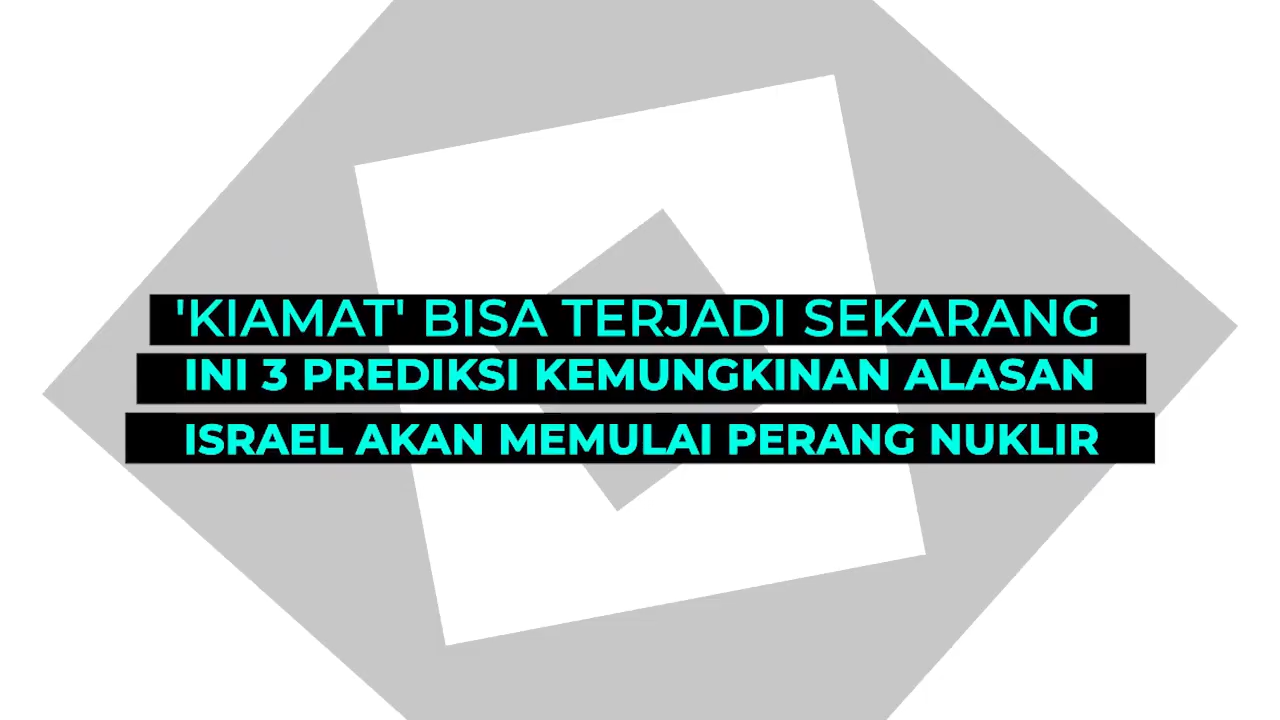 'KIAMAT' BISA TERJADI SEKARANG
INI 3 PREDIKSI KEMUNGKINAN ALASAN
ISRAEL AKAN MEMULAI PERANG NUKLIR